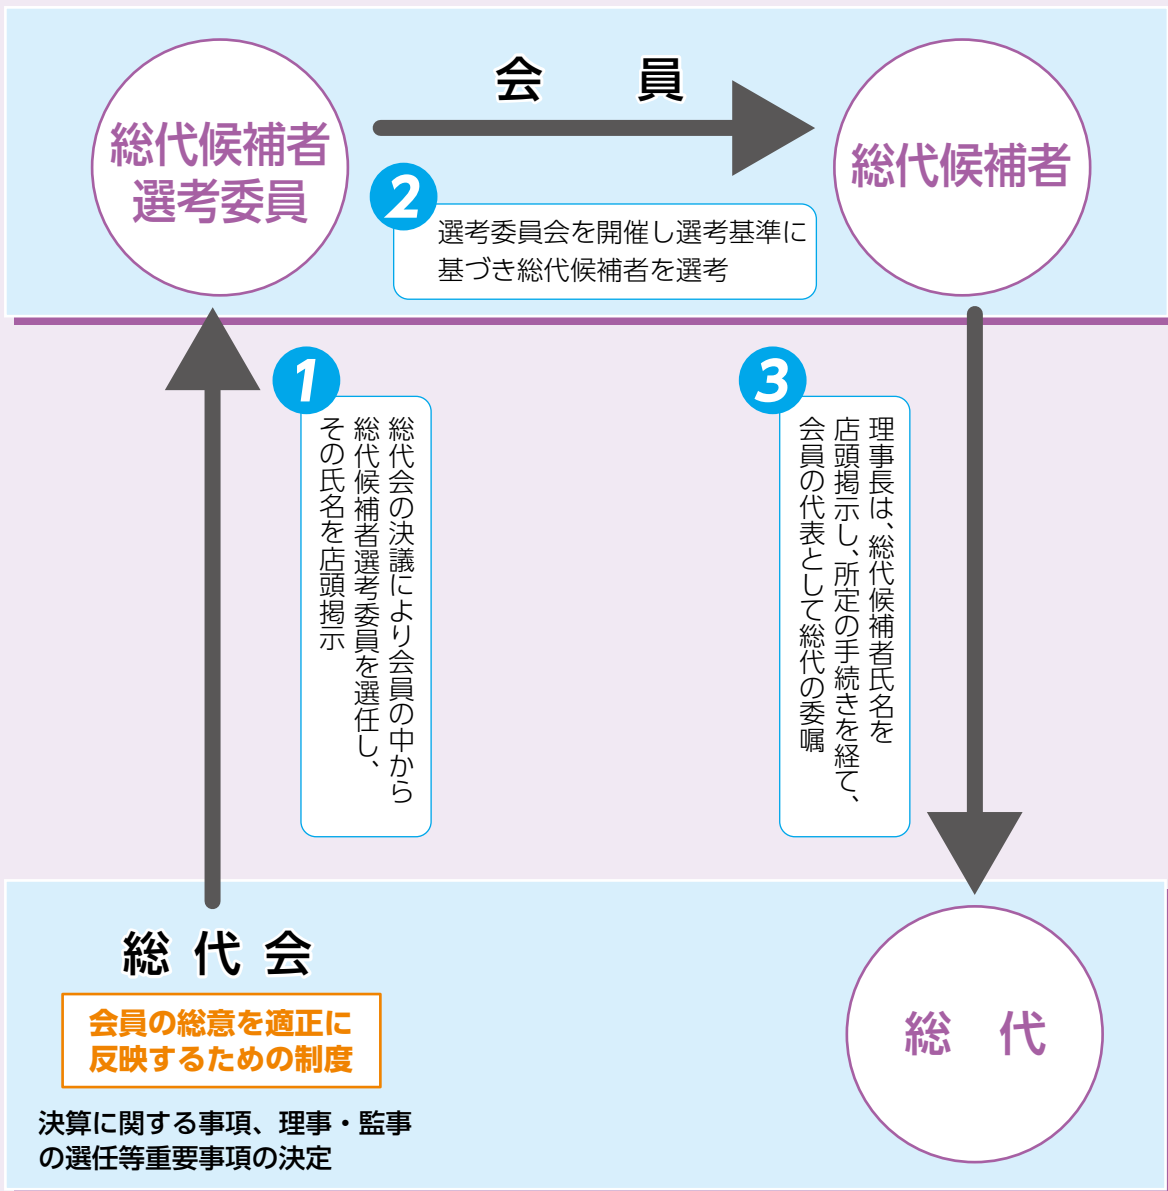 会　員
総代候補者
選考委員
総代候補者
2
選考委員会を開催し選考基準に
基づき総代候補者を選考
1
総代会の決議により会員の中から
総代候補者選考委員を選任し、
その氏名を店頭掲示
3
理事長は、総代候補者氏名を
店頭掲示し、所定の手続きを経て、
会員の代表として総代の委嘱
総代会
会員の総意を適正に
反映するための制度
決算に関する事項、理事・監事
の選任等重要事項の決定
総　代